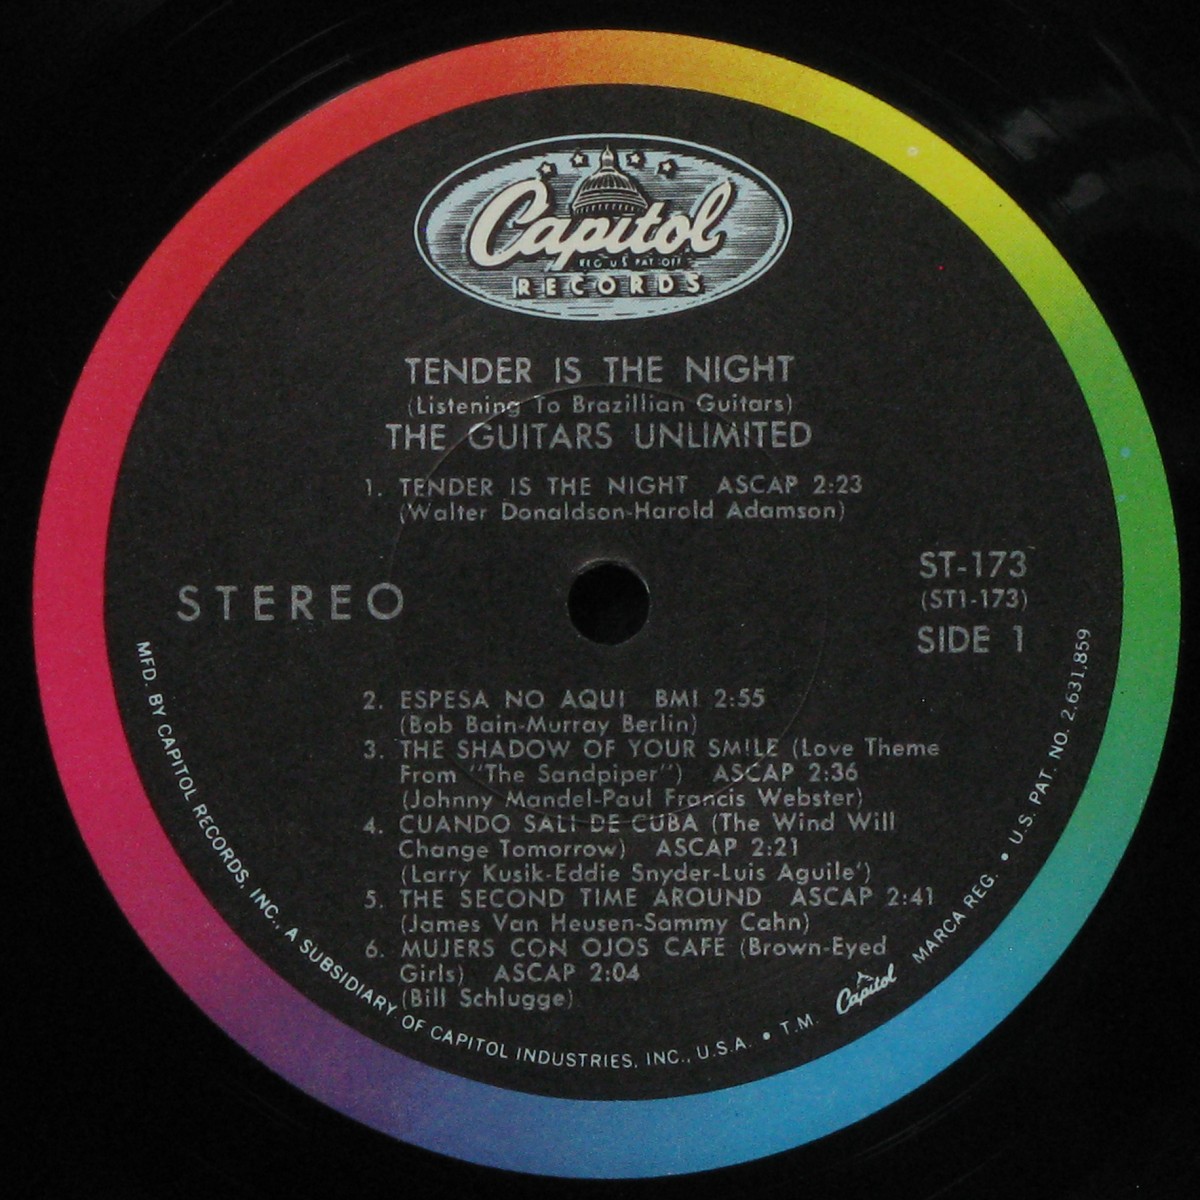 Capitol
REG. U.S. PAT. OFF.
RECORDS
TENDER IS THE NIGHT
(Listening To Brazillian Guitars)
THE GUITARS UNLIMITED
1. TENDER IS THE NIGHT ASCAP 2:23
(Walter Donaldson-Harold Adamson)
STEREO
ST-173
(ST1-173)
SIDE 1
2. ESPESA NO AQUI BMI 2:55
(Bob Bain-Murray Berlin)
3. THE SHADOW OF YOUR SMILE (Love Theme
From "The Sandpiper") ASCAP 2:36
(Johnny Mandel-Paul Francis Webster)
4. CUANDO SALI DE CUBA (The Wind Will
Change Tomorrow) ASCAP 2:21
(Larry Kusik-Eddie Snyder-Luis Aguile')
5. THE SECOND TIME AROUND ASCAP 2:41
(James Van Heusen-Sammy Cahn)
6. MUJERS CON OJOS CAFE (Brown-Eyed
Girls) ASCAP 2:04
(Bill Schlugge)
MFD. BY CAPITOL RECORDS, INC., A SUBSIDIARY OF CAPITOL INDUSTRIES, INC., U.S.A. • T.M. Capitol MARCA REG. • U.S. PAT. NO. 2,631,859